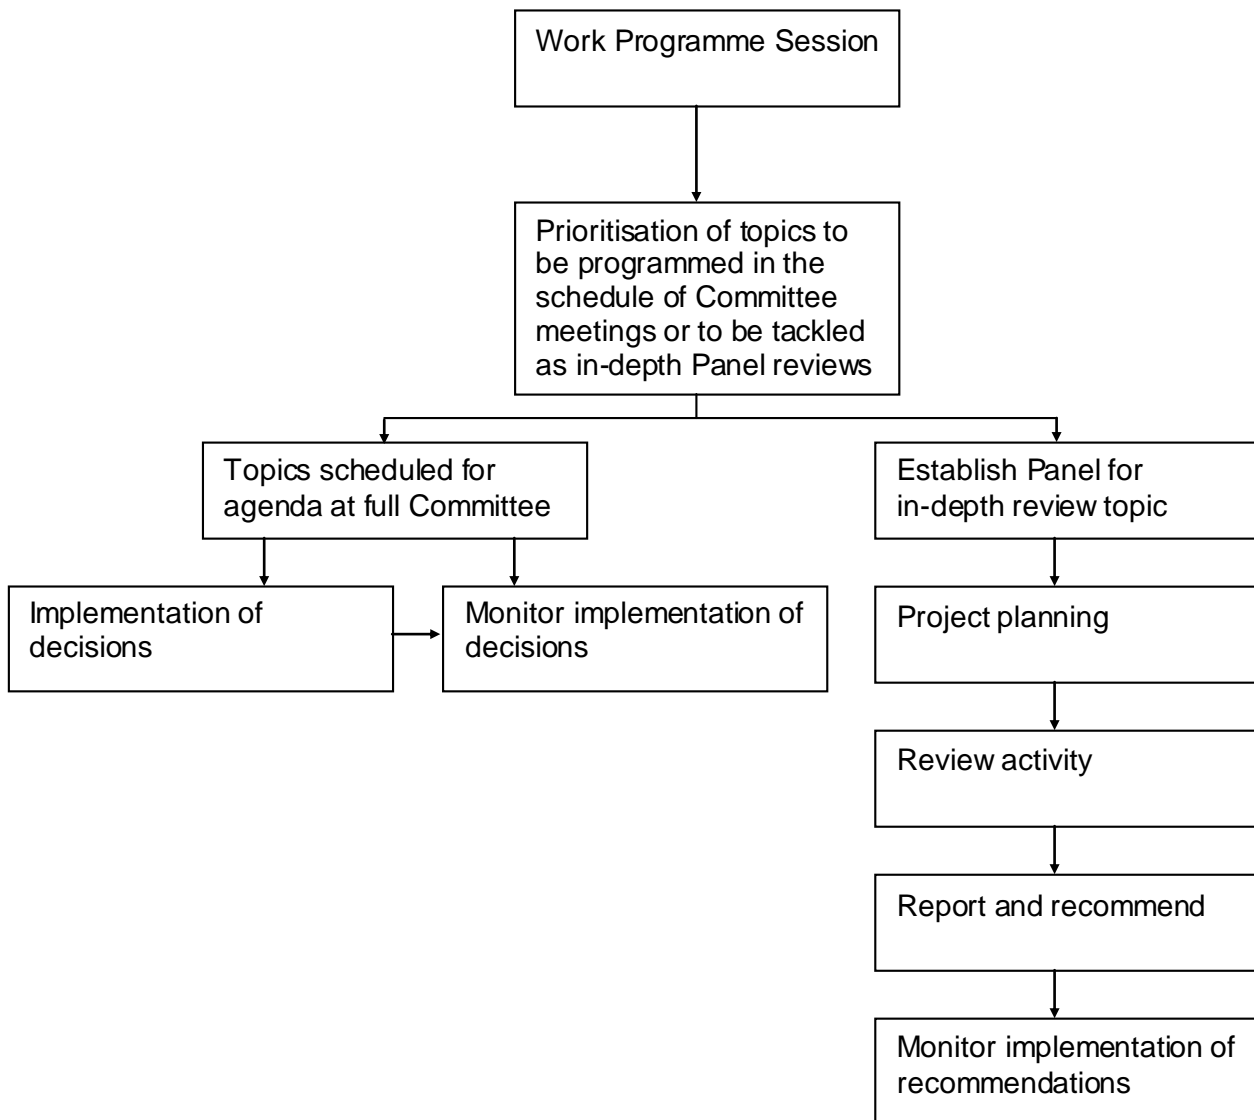 Work Programme Session
Prioritisation of topics to
be programmed in the
schedule of Committee
meetings or to be tackled
as in-depth Panel reviews
Topics scheduled for
agenda at full Committee
Establish Panel for
in-depth review topic
Implementation of
decisions
Monitor implementation of
decisions
Project planning
Review activity
Report and recommend
Monitor implementation of
recommendations